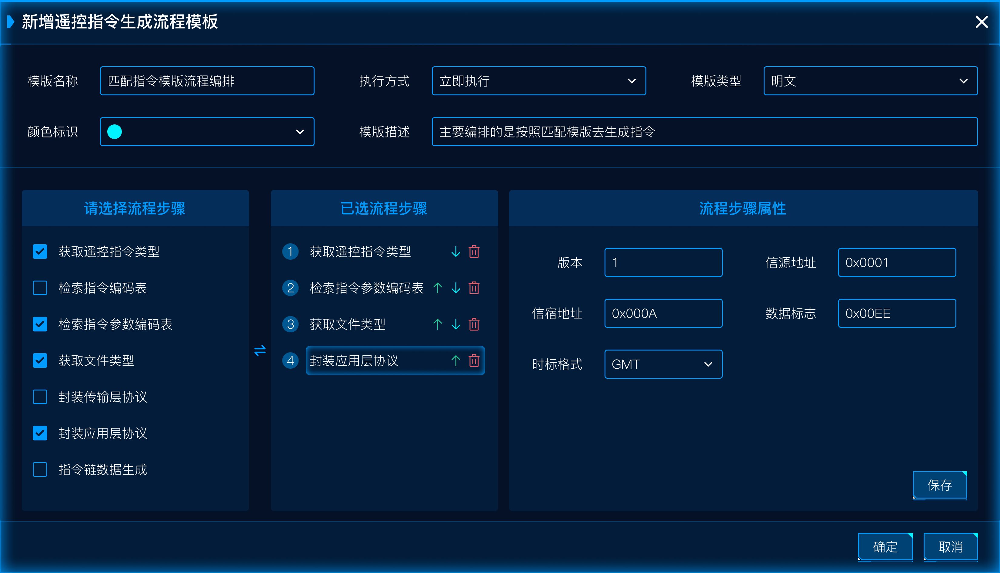 新增遥控指令生成流程模板
模版名称 匹配指令模版流程编排 执行方式 立即执行 模版类型 明文
颜色标识 模版描述 主要编排的是按照匹配模版去生成指令
请选择流程步骤
获取遥控指令类型
检索指令编码表
检索指令参数编码表
获取文件类型
封装传输层协议
封装应用层协议
指令链数据生成
已选流程步骤
1 获取遥控指令类型
2 检索指令参数编码表
3 获取文件类型
4 封装应用层协议
流程步骤属性
版本 1 信源地址 0x0001
信宿地址 0x000A 数据标志 0x00EE
时标格式 GMT
保存
确定 取消